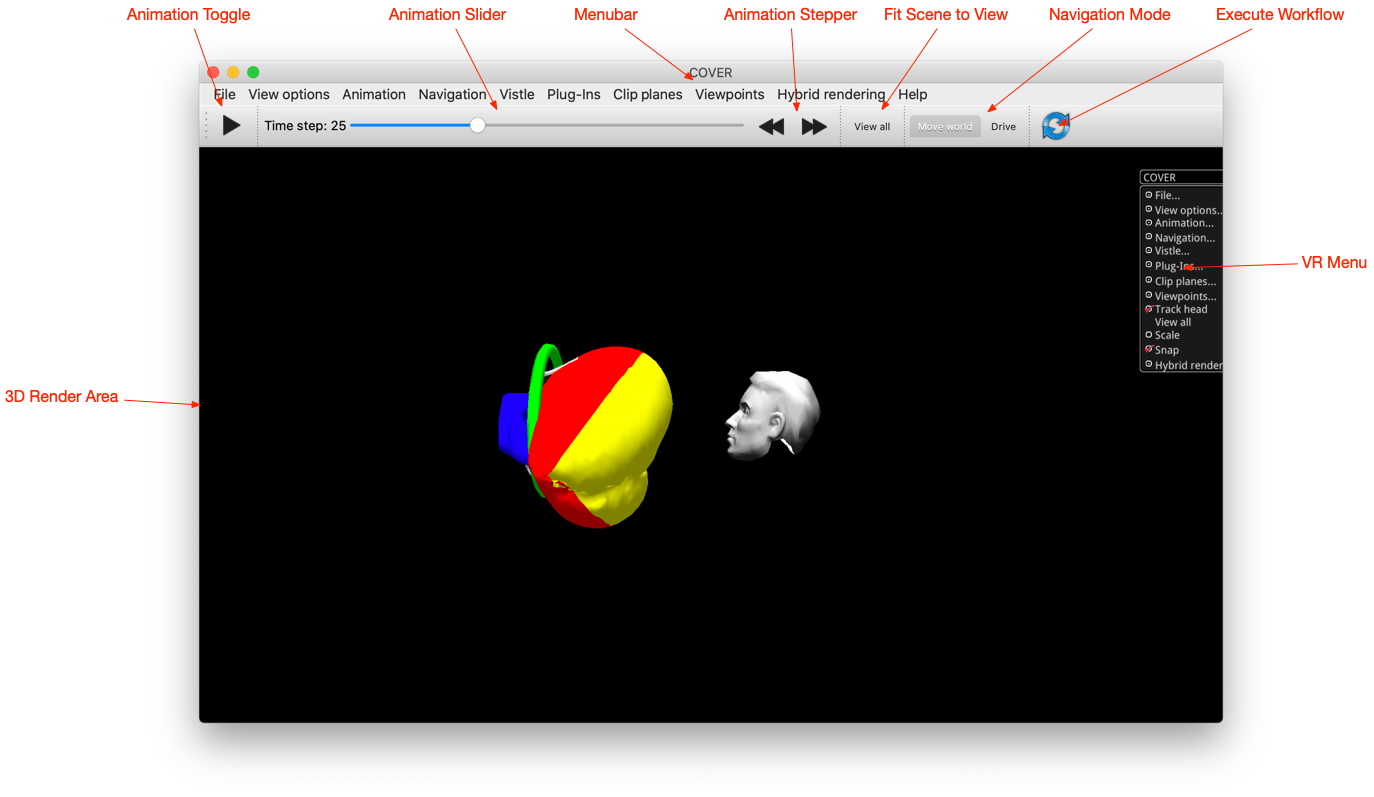 Animation Toggle
Animation Slider
Menubar
Animation Stepper
Fit Scene to View
Navigation Mode
Execute Workflow
COVER
File View options Animation Navigation Vistle Plug-Ins Clip planes Viewpoints Hybrid rendering Help
Time step: 25
View all
Move world
Drive
COVER
File...
View options..
Animation...
Navigation...
Vistle...
Plug-Ins...
Clip planes...
Viewpoints...
Track head
View all
Scale
Snap
Hybrid render
VR Menu
3D Render Area